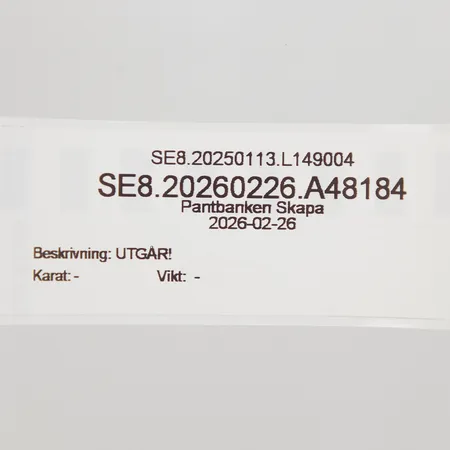 SE8.20250113.L149004
SE8.20260226.A48184
Pantbanken Skapa
2026-02-26
Beskrivning: UTGÅR!
Karat: - Vikt: -